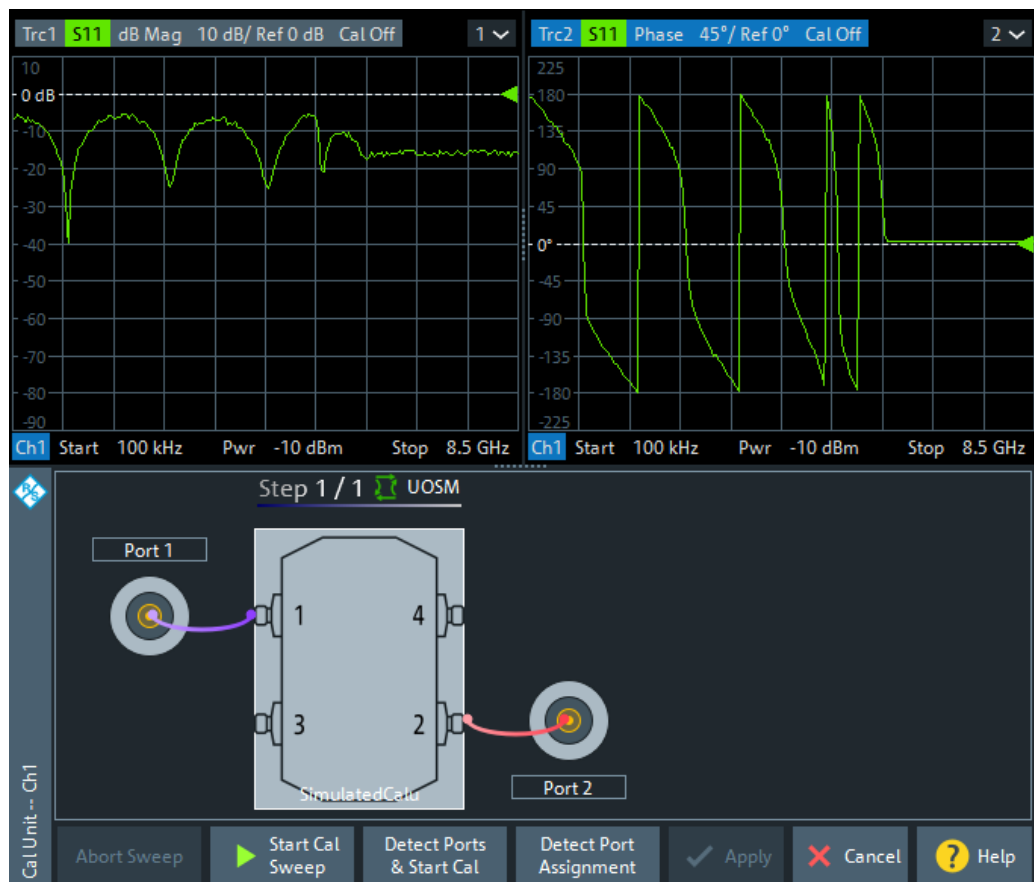 Trc1 S11 dB Mag 10 dB/ Ref 0 dB Cal Off 1
10
0 dB
-10
-20
-30
-40
-50
-60
-70
-80
-90
Ch1 Start 100 kHz Pwr -10 dBm Stop 8.5 GHz
Trc2 S11 Phase 45°/ Ref 0° Cal Off 2
225
180
135
90
45
0°
-45
-90
-135
-180
-225
Ch1 Start 100 kHz Pwr -10 dBm Stop 8.5 GHz
R/S
Cal Unit -- Ch1
Step 1 / 1 UOSM
Port 1
1
4
3
2
SimulatedCalu
Port 2
Abort Sweep
Start Cal
Sweep
Detect Ports
& Start Cal
Detect Port
Assignment
Apply
Cancel
? Help